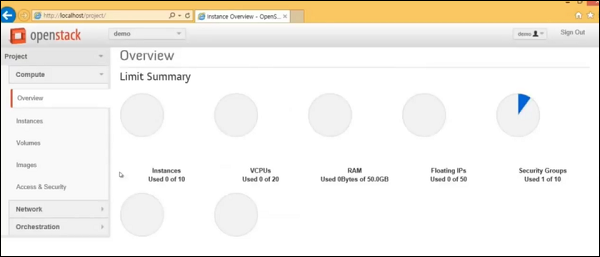 http://localhost/project/
Instance Overview - OpenS...
openstack
demo
demo
Sign Out
Project
Compute
Overview
Instances
Volumes
Images
Access & Security
Network
Orchestration
Overview
Limit Summary
Instances
Used 0 of 10
VCPUs
Used 0 of 20
RAM
Used 0Bytes of 50.0GB
Floating IPs
Used 0 of 50
Security Groups
Used 1 of 10